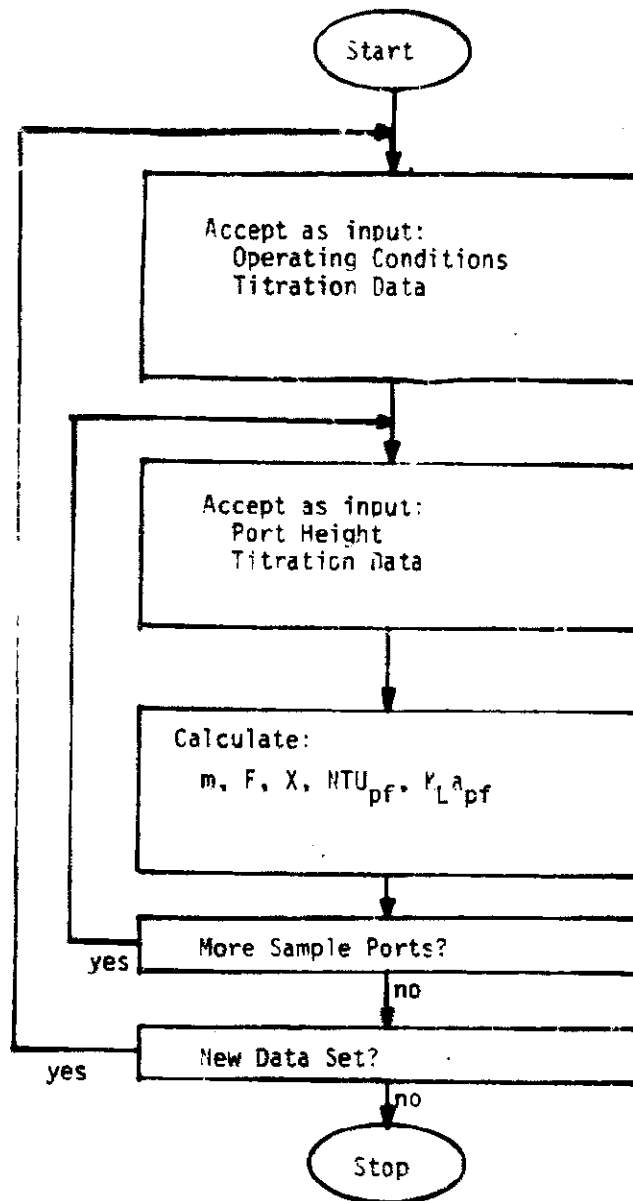 Start
Accept as input:
Operating Conditions
Titration Data
Accept as input:
Port Height
Titration Data
Calculate:
m, F, X, NTU_pf, K_L a_pf
More Sample Ports?
yes
no
New Data Set?
yes
no
Stop